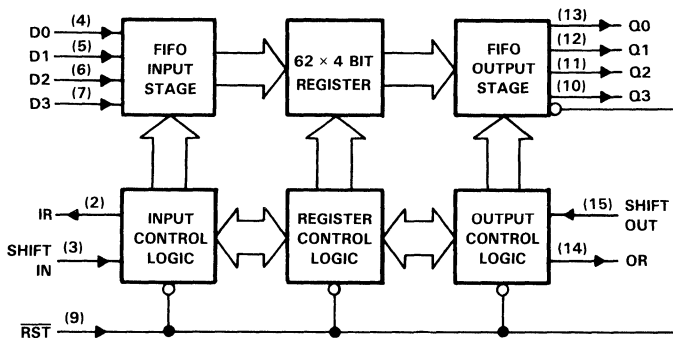 D0 (4)
D1 (5)
D2 (6)
D3 (7)
FIFO
INPUT
STAGE
62 × 4 BIT
REGISTER
FIFO
OUTPUT
STAGE
(13) Q0
(12) Q1
(11) Q2
(10) Q3
IR (2)
SHIFT
IN (3)
INPUT
CONTROL
LOGIC
REGISTER
CONTROL
LOGIC
OUTPUT
CONTROL
LOGIC
(15) SHIFT
OUT
(14) OR
R̅S̅T̅ (9)